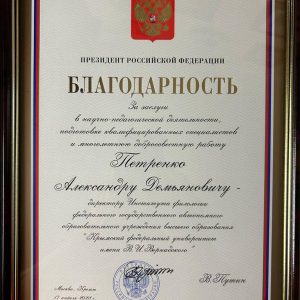 ПРЕЗИДЕНТ РОССИЙСКОЙ ФЕДЕРАЦИИ
БЛАГОДАРНОСТЬ
За заслуги
в научно-педагогической деятельности,
подготовке квалифицированных специалистов
и многолетнюю добросовестную работу
Петренко
Александру Демьяновичу -
директору Института филологии
федерального государственного автономного
образовательного учреждения высшего образования
"Крымский федеральный университет
имени В.И.Вернадского"
В.Путин
Москва, Кремль